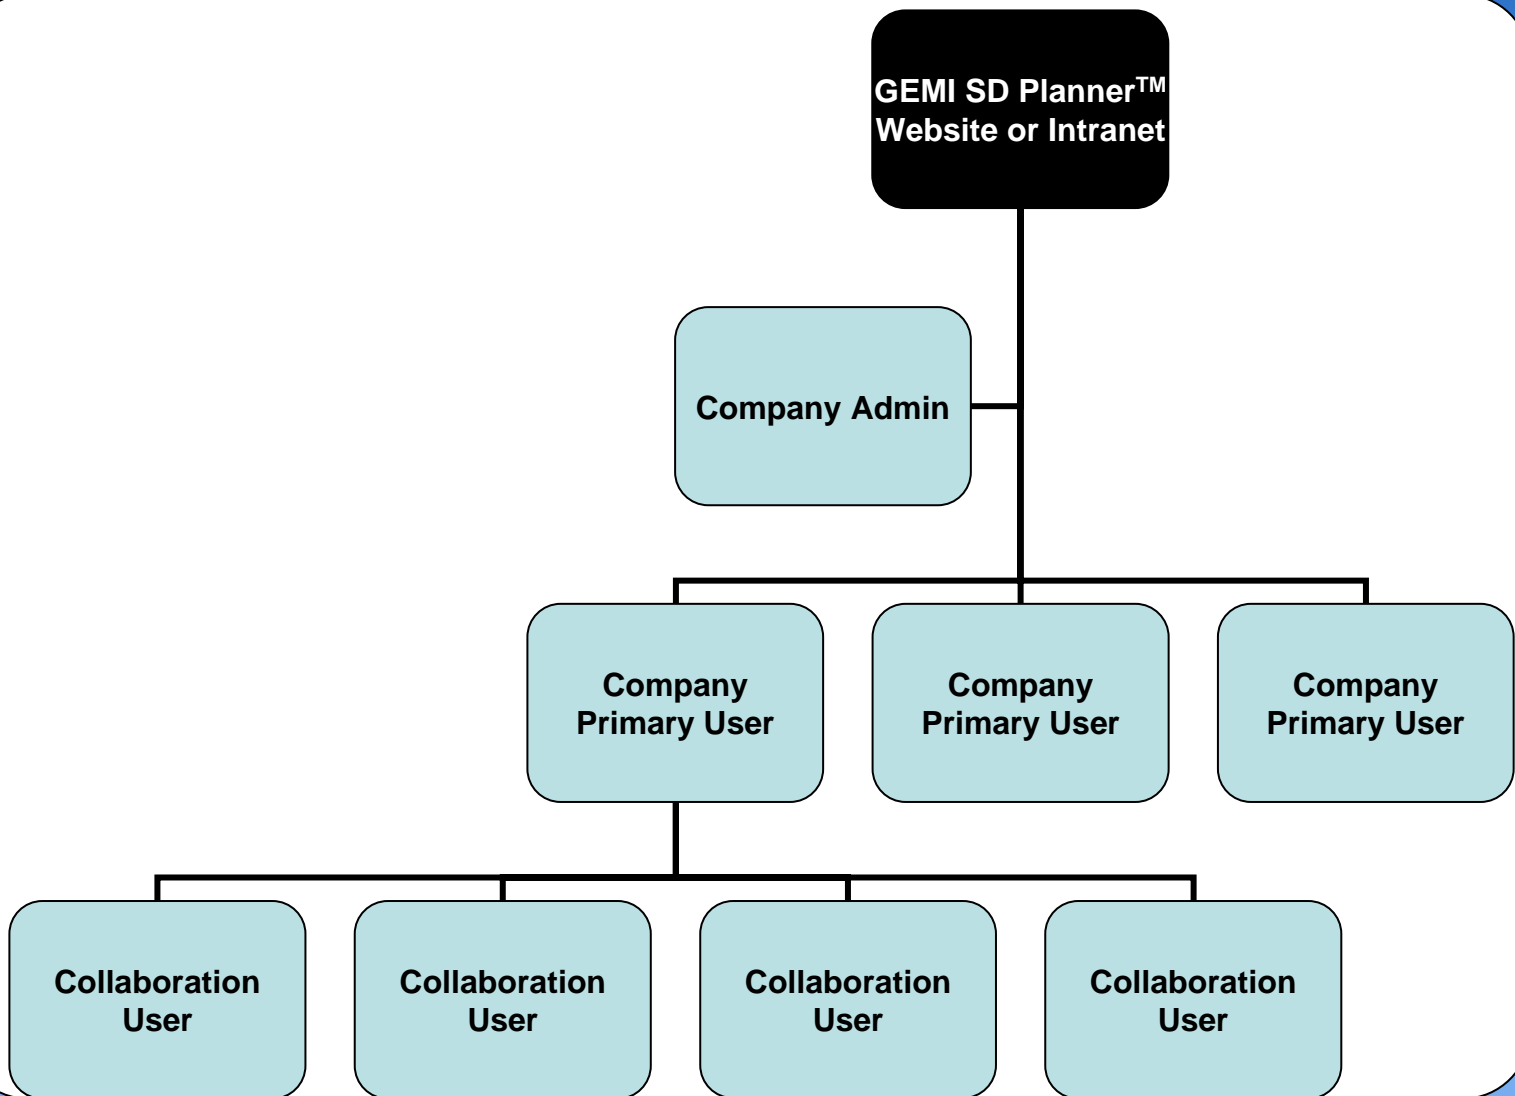 GEMI SD Planner™
Website or Intranet
Company Admin
Company
Primary User
Company
Primary User
Company
Primary User
Collaboration
User
Collaboration
User
Collaboration
User
Collaboration
User